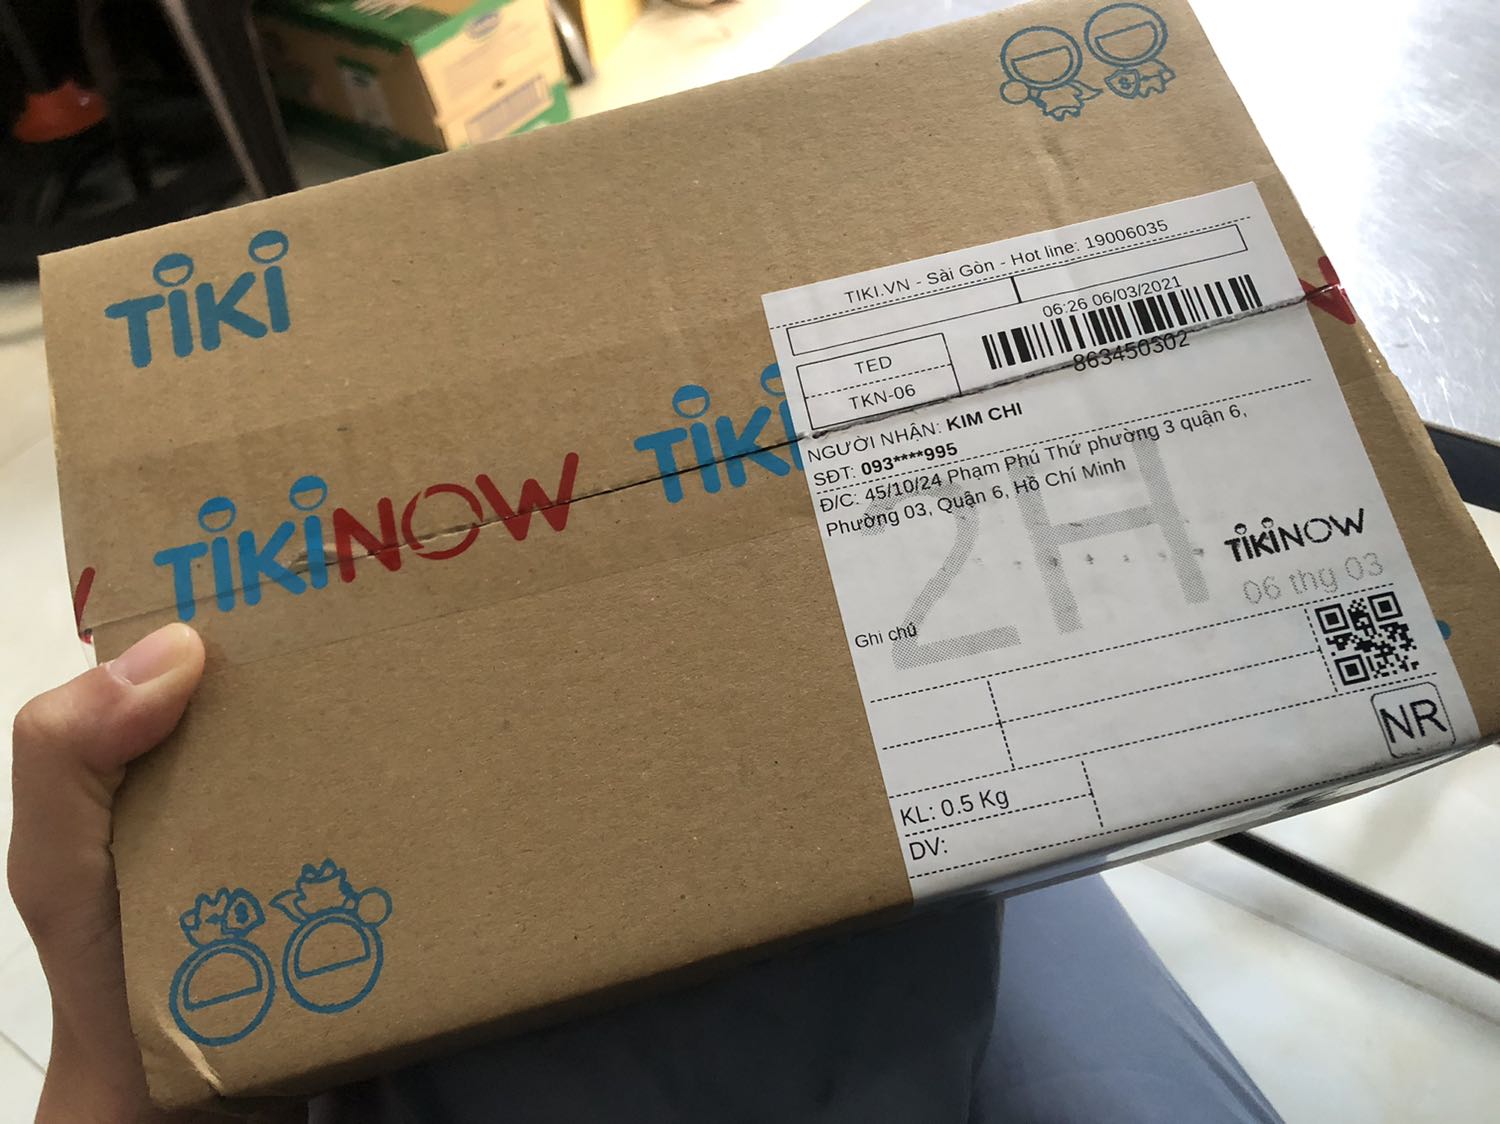 TIKI
TIKINOW
TIKI
TIKI.VN - Sài Gòn - Hot line: 19006035
06:26 06/03/2021
863450302
TED
TKN-06
NGƯỜI NHẬN: KIM CHI
SĐT: 093****995
Đ/C: 45/10/24 Phạm Phú Thứ phường 3 quận 6,
Phường 03, Quận 6, Hồ Chí Minh
2H
TIKINOW
06 thg 03
Ghi chú
NR
KL: 0.5 Kg
DV: